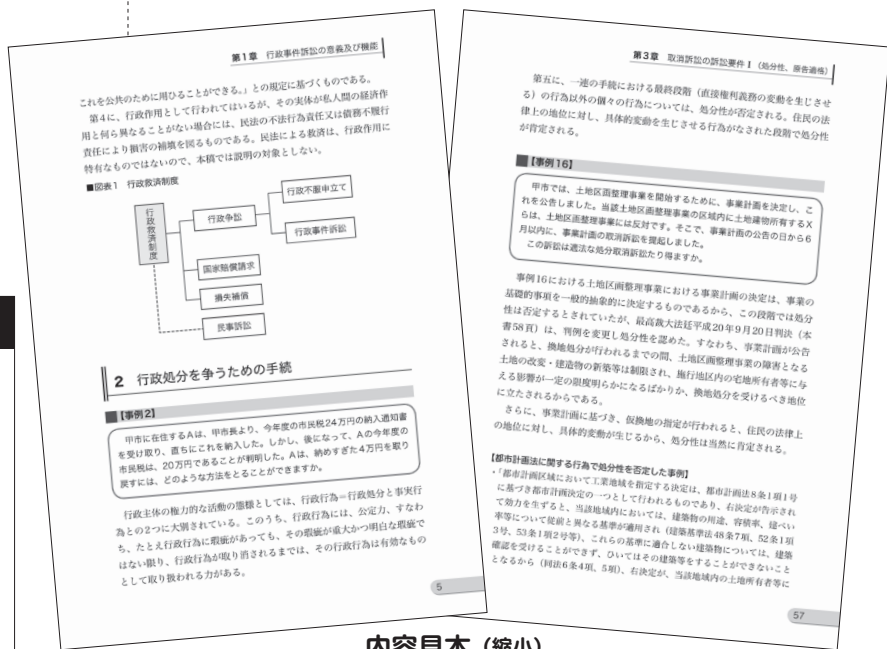 第1章 行政事件訴訟の意義及び機能
これを公共のために用ひることができる。」との規定に基づくものである。
第4に、行政作用として行われてはいるが、その実体が私人間の経済作
用と何ら異なることがない場合には、民法の不法行為責任又は債務不履行
責任により損害の補填を図るものである。民法による救済は、行政作用に
特有なものではないので、本稿では説明の対象としない。
■図表1 行政救済制度
行政救済制度
行政争訟
行政不服申立て
行政事件訴訟
国家賠償請求
損失補償
民事訴訟
2 行政処分を争うための手続
■【事例2】
甲市に在住するAは、甲市長より、今年度の市民税24万円の納入通知書
を受け取り、直ちにこれを納入した。しかし、後になって、Aの今年度の
市民税は、20万円であることが判明した。Aは、納めすぎた4万円を取り
戻すには、どのような方法をとることができますか。
行政主体の権力的な活動の態様としては、行政行為＝行政処分と事実行
為との2つに大別されている。このうち、行政行為には、公定力、すなわ
ち、たとえ行政行為に瑕疵があっても、その瑕疵が重大かつ明白な瑕疵で
はない限り、行政行為が取り消されるまでは、その行政行為は有効なもの
として取り扱われる力がある。
5
第3章 取消訴訟の訴訟要件Ⅰ（処分性、原告適格）
第五に、一連の手続における最終段階（直接権利義務の変動を生じさせ
る）の行為以外の個々の行為については、処分性が否定される。住民の法
律上の地位に対し、具体的変動を生じさせる行為がなされた段階で処分性
が肯定される。
■【事例16】
甲市では、土地区画整理事業を開始するために、事業計画を決定し、こ
れを公告しました。当該土地区画整理事業の区域内に土地建物所有するX
らは、土地区画整理事業には反対です。そこで、事業計画の公告の日から6
月以内に、事業計画の取消訴訟を提起しました。
この訴訟は適法な処分取消訴訟たり得ますか。
事例16における土地区画整理事業における事業計画の決定は、事業の
基礎的事項を一般的抽象的に決定するものであるから、この段階では処分
性は否定するとされていたが、最高裁大法廷平成20年9月20日判決（本
書58頁）は、判例を変更し処分性を認めた。すなわち、事業計画が公告
されると、換地処分が行われるまでの間、土地区画整理事業の障害となる
土地の改変・建造物の新築等は制限され、施行地区内の宅地所有者等に与
える影響が一定の限度明らかになるばかりか、換地処分を受けるべき地位
に立たされるからである。
さらに、事業計画に基づき、仮換地の指定が行われると、住民の法律上
の地位に対し、具体的変動が生じるから、処分性は当然に肯定される。
【都市計画法に関する行為で処分性を否定した事例】
・「都市計画区域において工業地域を指定する決定は、都市計画法8条1項1号
に基づき都市計画決定の一つとして行われるものであり、右決定が告示され
て効力を生ずると、当該地域内においては、建築物の用途、容積率、建ぺい
率等につき従前と異なる基準が適用され（建築基準法48条7項、52条1項
3号、53条1項2号等）、これらの基準に適合しない建築物については、建築
確認を受けることができず、ひいてはその建築等をすることができないこと
となるから（同法6条4項、5項）、右決定が、当該地域内の土地所有者等に
57
内容見本（縮小）